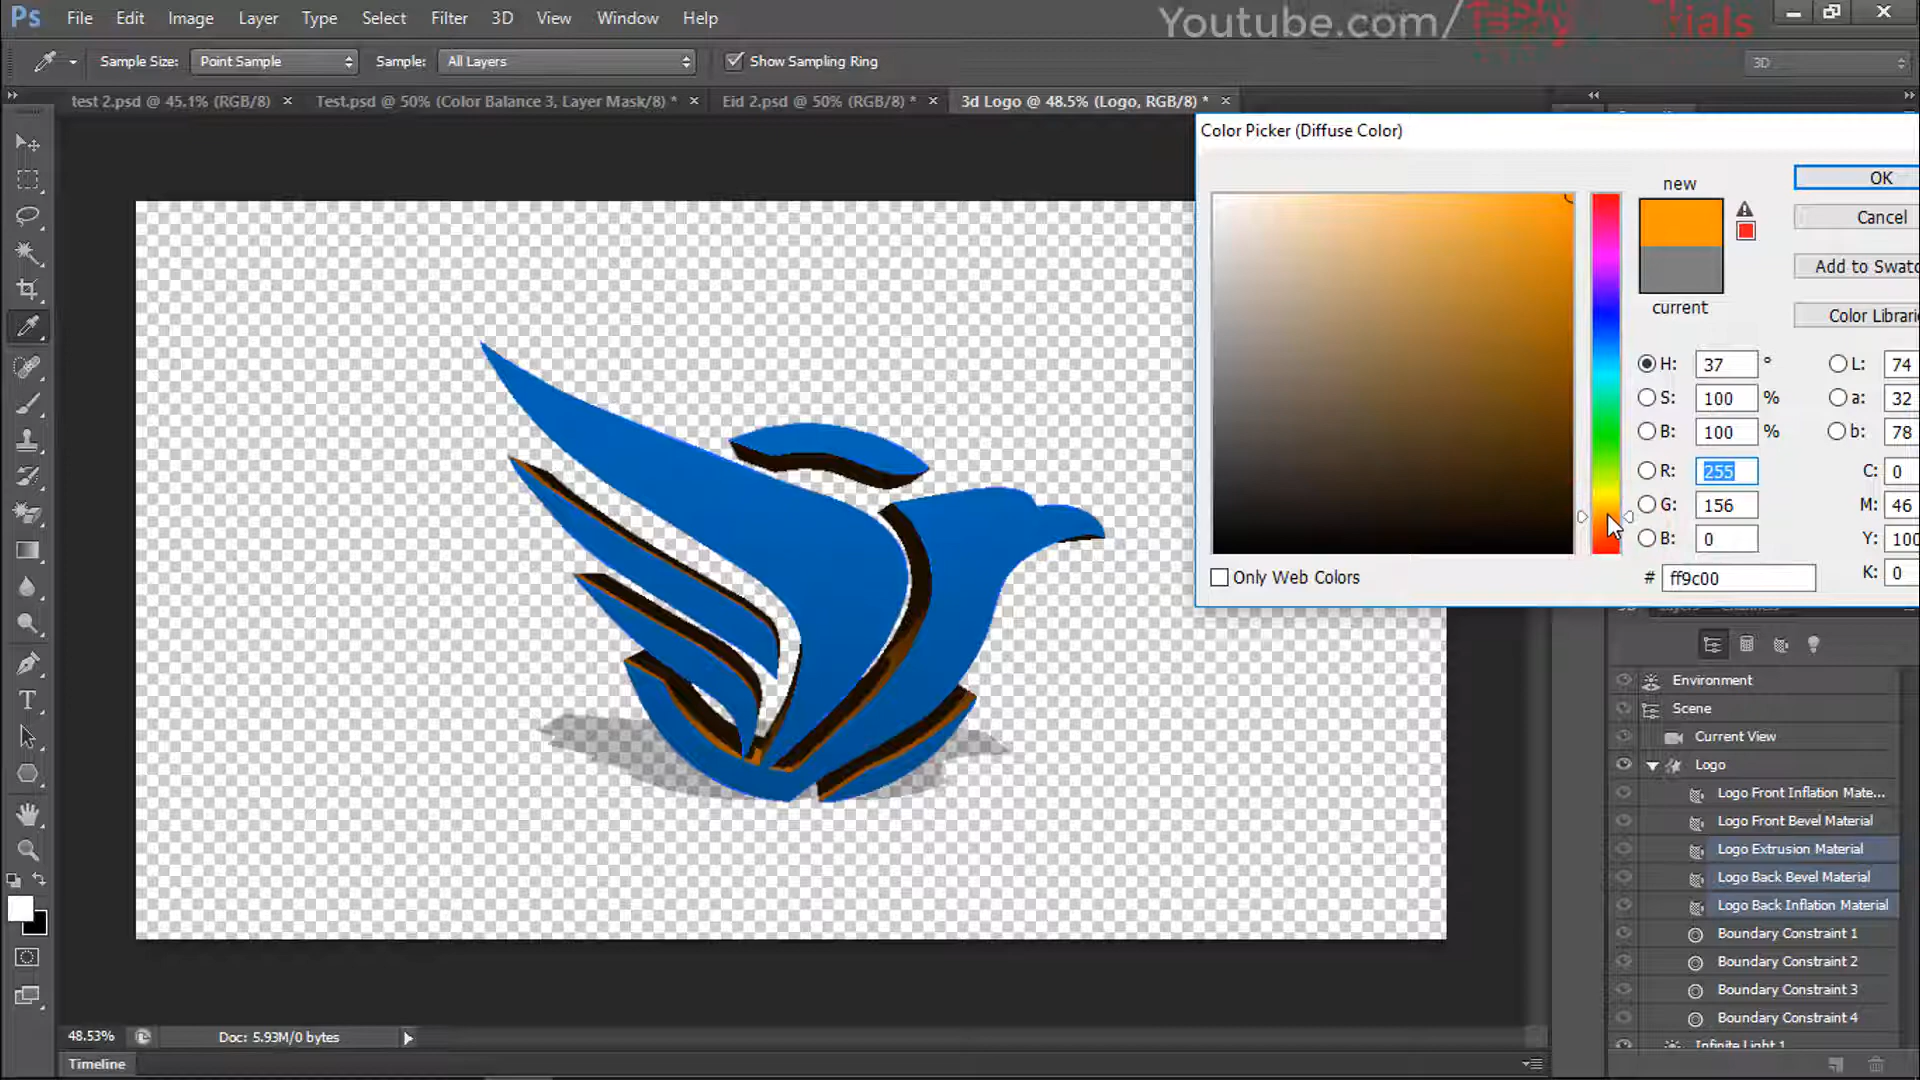 Ps File Edit Image Layer Type Select Filter 3D View Window Help
Youtube.com/
Sample Size: Point Sample Sample: All Layers Show Sampling Ring 3D
test 2.psd @ 45.1% (RGB/8) × Test.psd @ 50% (Color Balance 3, Layer Mask/8) * × Eid 2.psd @ 50% (RGB/8) * × 3d Logo @ 48.5% (Logo, RGB/8) * ×
Color Picker (Diffuse Color)
new
OK
Cancel
Add to Swatc
current
Color Librari
H: 37 °
L: 74
S: 100 %
a: 32
B: 100 %
b: 78
R: 255
C: 0
G: 156
M: 46
B: 0
Y: 100
Only Web Colors
# ff9c00
K: 0
Environment
Scene
Current View
Logo
Logo Front Inflation Mate...
Logo Front Bevel Material
Logo Extrusion Material
Logo Back Bevel Material
Logo Back Inflation Material
Boundary Constraint 1
Boundary Constraint 2
Boundary Constraint 3
Boundary Constraint 4
Infinite Light 1
48.53% Doc: 5.93M/0 bytes
Timeline